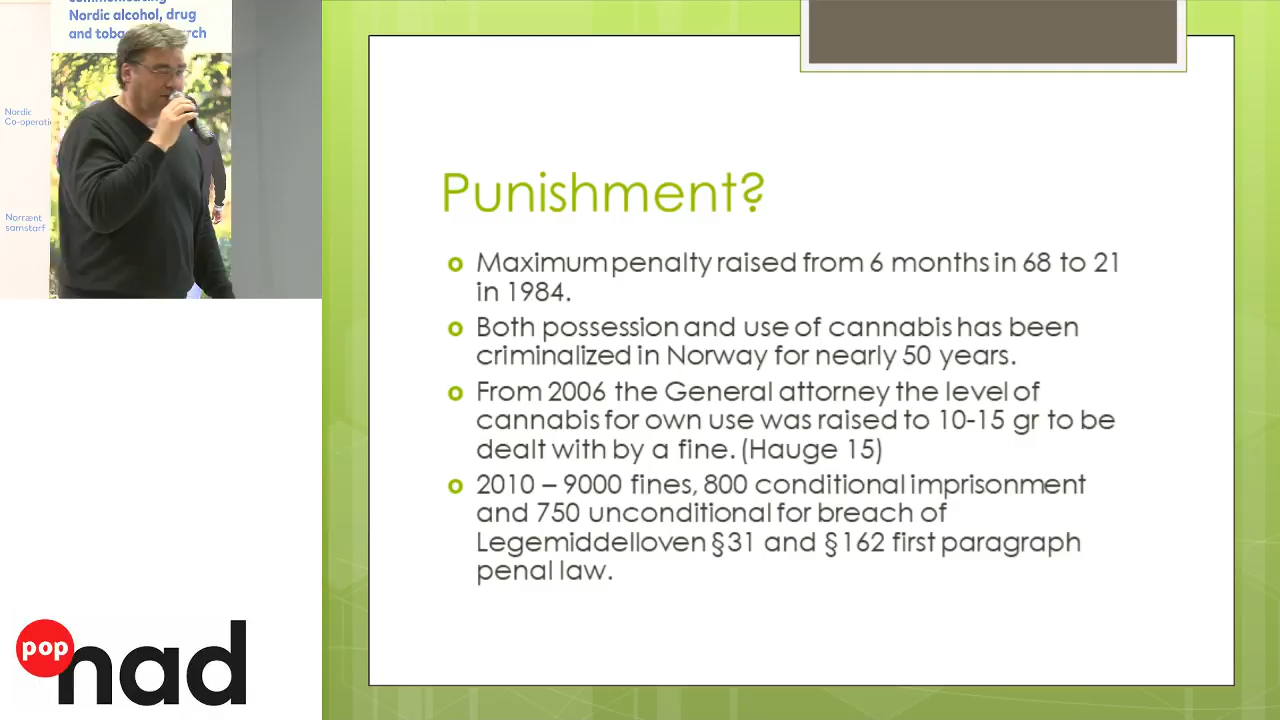 communicating
Nordic alcohol, drug
and
Nordic
Norrænt
samstarf
pop
nad
Punishment?
Maximum penalty raised from 6 months in 68 to 21
in 1984.
Both possession and use of cannabis has been
criminalized in Norway for nearly 50 years.
From 2006 the General attorney the level of
cannabis for own use was raised to 10-15 gr to be
dealt with by a fine. (Hauge 15)
2010 – 9000 fines, 800 conditional imprisonment
and 750 unconditional for breach of
Legemiddelloven §31 and §162 first paragraph
penal law.